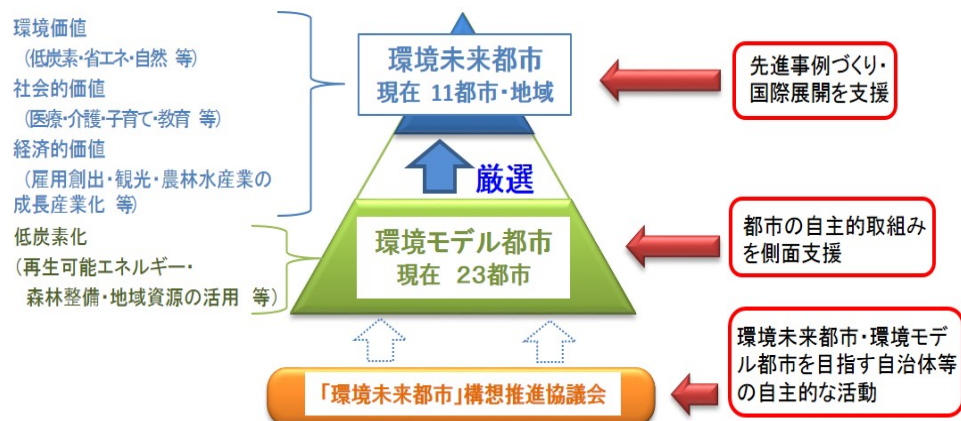 環境価値
(低炭素・省エネ・自然 等)
社会的価値
(医療・介護・子育て・教育 等)
経済的価値
(雇用創出・観光・農林水産業の
成長産業化 等)
低炭素化
(再生可能エネルギー・
森林整備・地域資源の活用 等)
環境未来都市
現在 11都市・地域
厳選
環境モデル都市
現在 23都市
「環境未来都市」構想推進協議会
先進事例づくり・
国際展開を支援
都市の自主的取組み
を側面支援
環境未来都市・環境モデ
ル都市を目指す自治体等
の自主的な活動